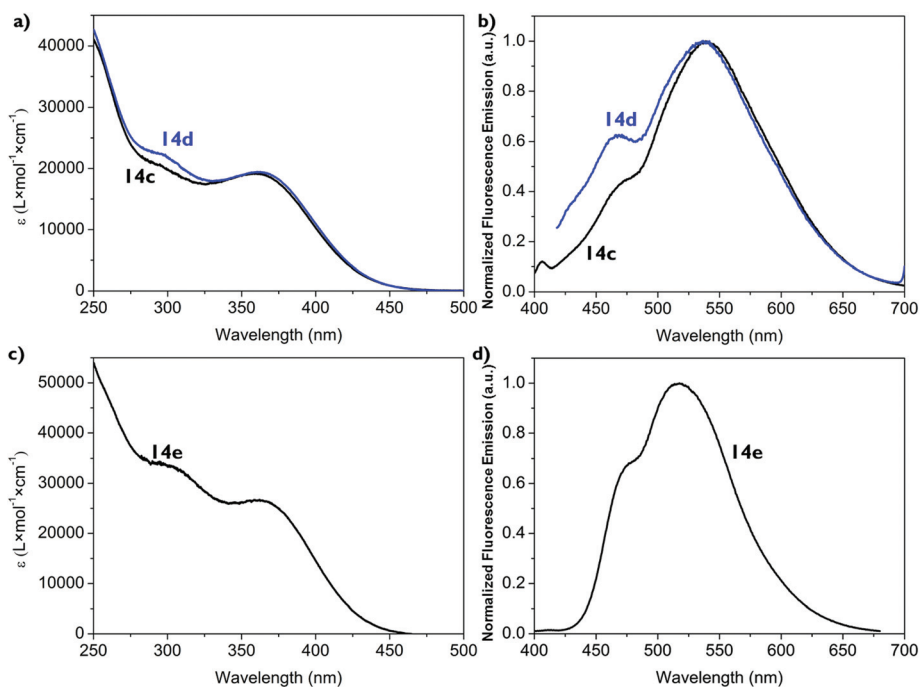 a)
ε (L×mol⁻¹×cm⁻¹)
40000
30000
20000
10000
0
14d
14c
250 300 350 400 450 500
Wavelength (nm)
b)
Normalized Fluorescence Emission (a.u.)
1.0
0.8
0.6
0.4
0.2
0.0
14d
14c
400 450 500 550 600 650 700
Wavelength (nm)
c)
ε (L×mol⁻¹×cm⁻¹)
50000
40000
30000
20000
10000
0
14e
250 300 350 400 450 500
Wavelength (nm)
d)
Normalized Fluorescence Emission (a.u.)
1.0
0.8
0.6
0.4
0.2
0.0
14e
400 450 500 550 600 650 700
Wavelength (nm)